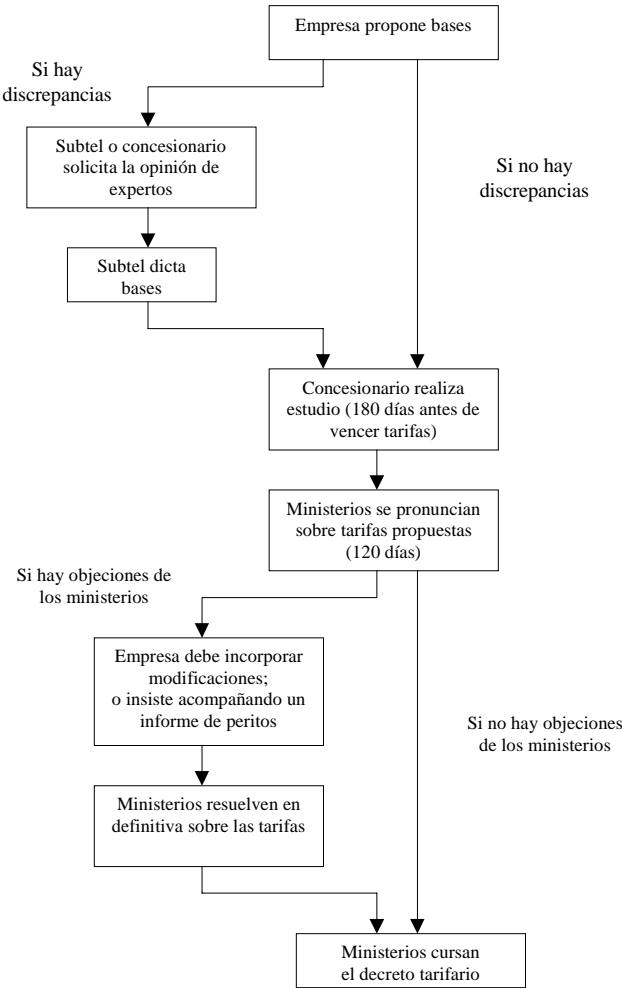 Empresa propone bases
Si hay
discrepancias
Subtel o concesionario
solicita la opinión de
expertos
Si no hay
discrepancias
Subtel dicta
bases
Concesionario realiza
estudio (180 días antes de
vencer tarifas)
Ministerios se pronuncian
sobre tarifas propuestas
(120 días)
Si hay objeciones de
los ministerios
Empresa debe incorporar
modificaciones;
o insiste acompañando un
informe de peritos
Si no hay objeciones
de los ministerios
Ministerios resuelven en
definitiva sobre las tarifas
Ministerios cursan
el decreto tarifario